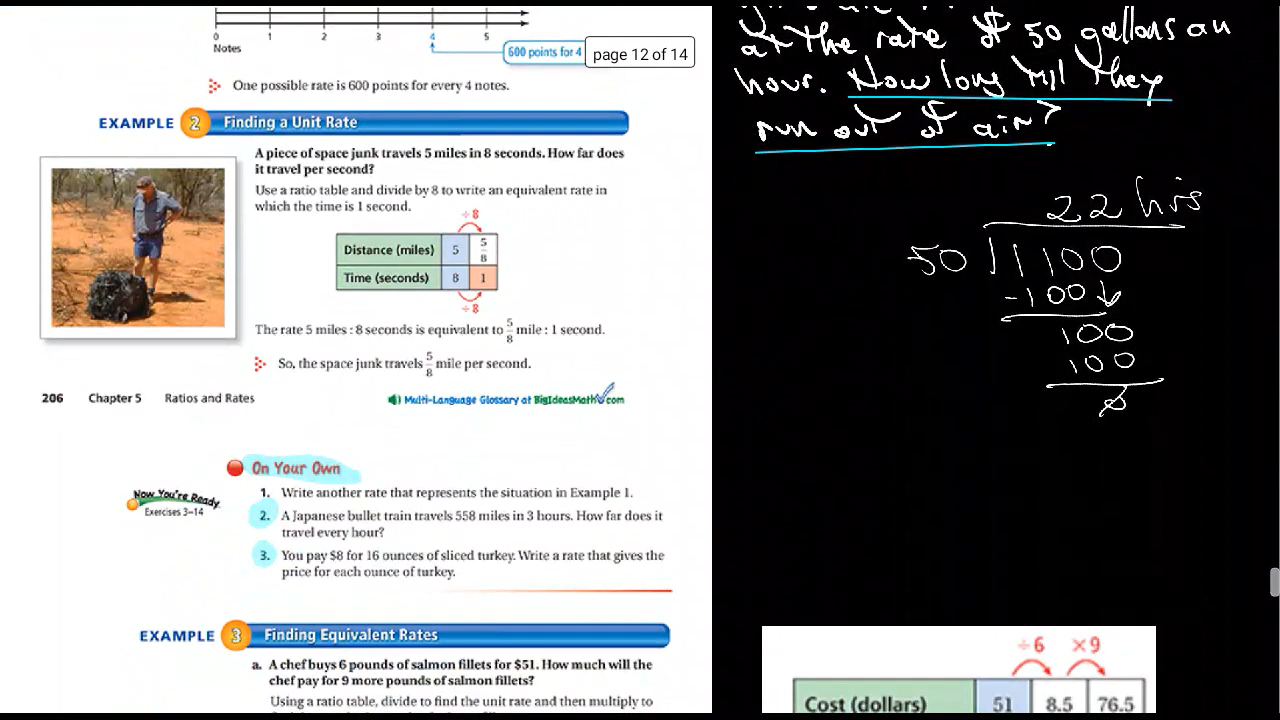 0 1 2 3 4 5
Notes
600 points for 4
page 12 of 14
One possible rate is 600 points for every 4 notes.
EXAMPLE 2 Finding a Unit Rate
A piece of space junk travels 5 miles in 8 seconds. How far does
it travel per second?
Use a ratio table and divide by 8 to write an equivalent rate in
which the time is 1 second.
÷ 8
Distance (miles) 5 5/8
Time (seconds) 8 1
÷ 8
The rate 5 miles : 8 seconds is equivalent to 5/8 mile : 1 second.
So, the space junk travels 5/8 mile per second.
206 Chapter 5 Ratios and Rates
Multi-Language Glossary at BigIdeasMath.com
On Your Own
Now You're Ready
Exercises 3–14
1. Write another rate that represents the situation in Example 1.
2. A Japanese bullet train travels 558 miles in 3 hours. How far does it
travel every hour?
3. You pay $8 for 16 ounces of sliced turkey. Write a rate that gives the
price for each ounce of turkey.
EXAMPLE 3 Finding Equivalent Rates
a. A chef buys 6 pounds of salmon fillets for $51. How much will the
chef pay for 9 more pounds of salmon fillets?
Using a ratio table, divide to find the unit rate and then multiply to
at the rate of 50 gallons an
hour. How long till they
run out of air?
22 hrs
50 1100
-100
100
100
0
÷6 ×9
Cost (dollars) 51 8.5 76.5